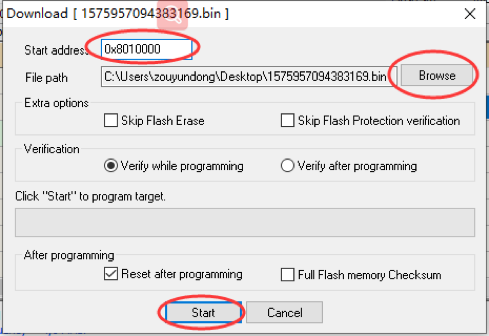 Download [ 1575957094383169.bin ]
Start address 0x8010000
File path C:\Users\zouyundong\Desktop\1575957094383169.bin Browse
Extra options
Skip Flash Erase Skip Flash Protection verification
Verification
Verify while programming Verify after programming
Click "Start" to program target.
After programming
Reset after programming Full Flash memory Checksum
Start Cancel